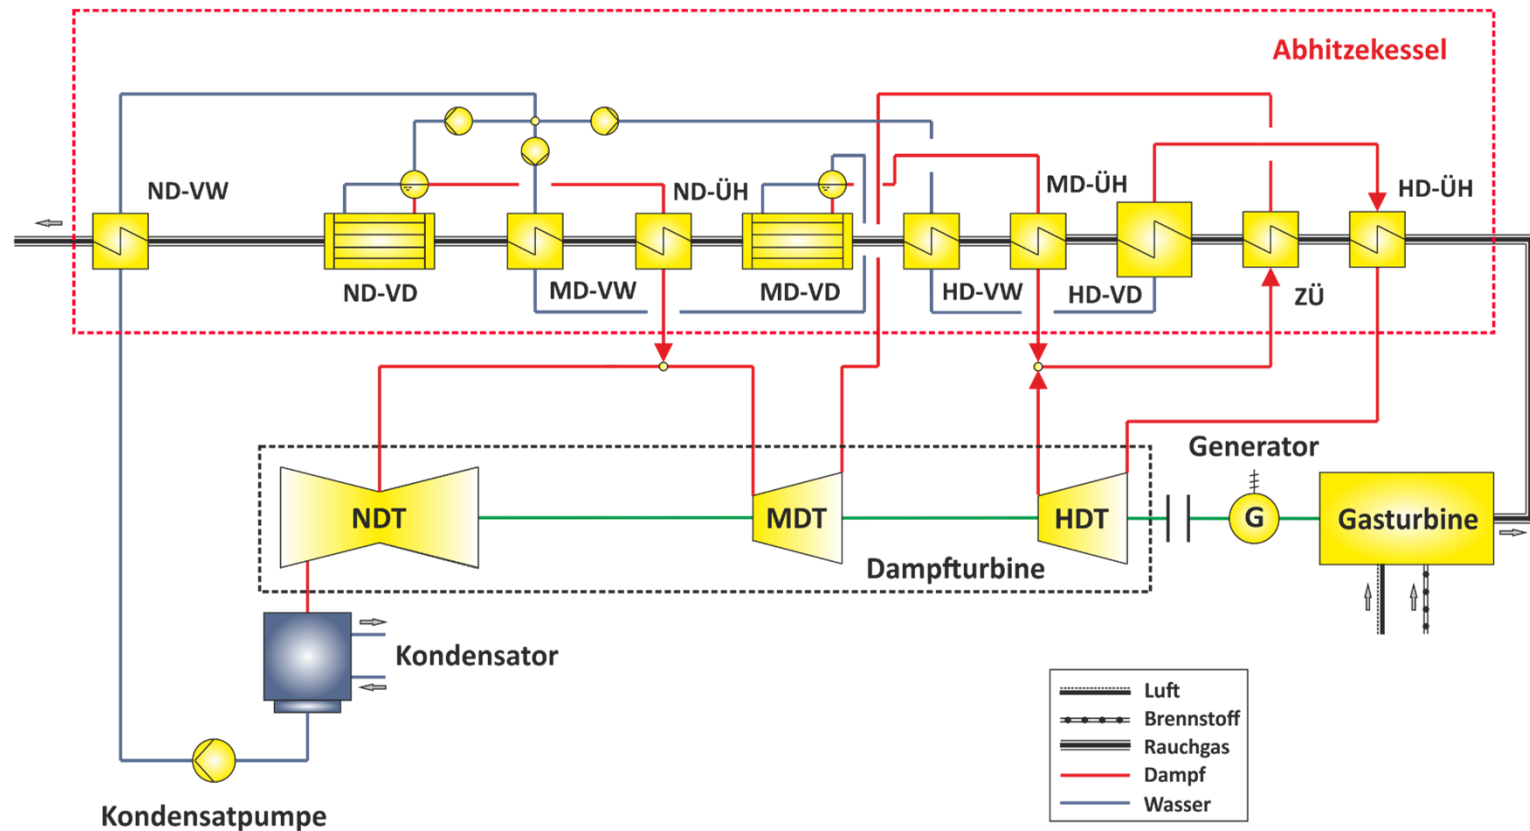 Abhitzekessel
ND-VW
ND-ÜH
MD-ÜH
HD-ÜH
ND-VD
MD-VW
MD-VD
HD-VW
HD-VD
ZÜ
Generator
NDT
MDT
HDT
G
Gasturbine
Dampfturbine
Kondensator
Kondensatpumpe
Luft
Brennstoff
Rauchgas
Dampf
Wasser